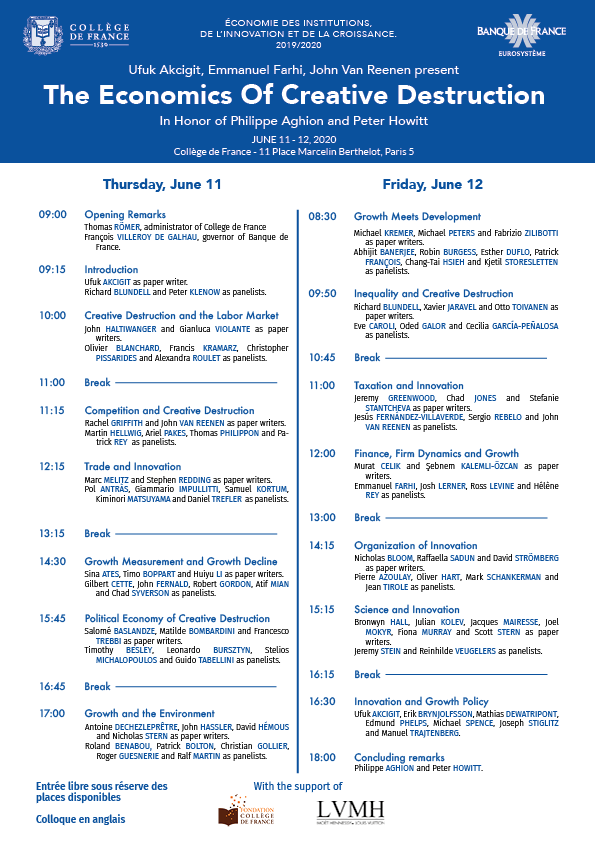 COLLÈGE
DE FRANCE
1530
ÉCONOMIE DES INSTITUTIONS,
DE L'INNOVATION ET DE LA CROISSANCE.
2019/2020
BANQUE DE FRANCE
EUROSYSTÈME
Ufuk Akcigit, Emmanuel Farhi, John Van Reenen present
The Economics Of Creative Destruction
In Honor of Philippe Aghion and Peter Howitt
JUNE 11 - 12, 2020
Collège de France - 11 Place Marcelin Berthelot, Paris 5
Thursday, June 11
09:00 Opening Remarks
Thomas RÖMER, administrator of College de France
François VILLEROY DE GALHAU, governor of Banque de
France.
09:15 Introduction
Ufuk AKCIGIT as paper writer.
Richard BLUNDELL and Peter KLENOW as panelists.
10:00 Creative Destruction and the Labor Market
John HALTIWANGER and Gianluca VIOLANTE as paper
writers.
Olivier BLANCHARD, Francis KRAMARZ, Christopher
PISSARIDES and Alexandra ROULET as panelists.
11:00 Break
11:15 Competition and Creative Destruction
Rachel GRIFFITH and John VAN REENEN as paper writers.
Martin HELLWIG, Ariel PAKES, Thomas PHILIPPON and Pa-
trick REY as panelists.
12:15 Trade and Innovation
Marc MELITZ and Stephen REDDING as paper writers.
Pol ANTRÀS, Giammario IMPULLITTI, Samuel KORTUM,
Kiminori MATSUYAMA and Daniel TREFLER as panelists.
13:15 Break
14:30 Growth Measurement and Growth Decline
Sina ATES, Timo BOPPART and Huiyu LI as paper writers.
Gilbert CETTE, John FERNALD, Robert GORDON, Atif MIAN
and Chad SYVERSON as panelists.
15:45 Political Economy of Creative Destruction
Salomé BASLANDZE, Matilde BOMBARDINI and Francesco
TREBBI as paper writers.
Timothy BESLEY, Leonardo BURSZTYN, Stelios
MICHALOPOULOS and Guido TABELLINI as panelists.
16:45 Break
17:00 Growth and the Environment
Antoine DECHEZLEPRÊTRE, John HASSLER, David HÉMOUS
and Nicholas STERN as paper writers.
Roland BENABOU, Patrick BOLTON, Christian GOLLIER,
Roger GUESNERIE and Ralf MARTIN as panelists.
Friday, June 12
08:30 Growth Meets Development
Michael KREMER, Michael PETERS and Fabrizio ZILIBOTTI
as paper writers.
Abhijit BANERJEE, Robin BURGESS, Esther DUFLO, Patrick
FRANÇOIS, Chang-Tai HSIEH and Kjetil STORESLETTEN
as panelists.
09:50 Inequality and Creative Destruction
Richard BLUNDELL, Xavier JARAVEL and Otto TOIVANEN as
paper writers.
Eve CAROLI, Oded GALOR and Cecilia GARCÍA-PEÑALOSA
as panelists.
10:45 Break
11:00 Taxation and Innovation
Jeremy GREENWOOD, Chad JONES and Stefanie
STANTCHEVA as paper writers.
Jesús FERNÁNDEZ-VILLAVERDE, Sergio REBELO and John
VAN REENEN as panelists.
12:00 Finance, Firm Dynamics and Growth
Murat CELIK and Şebnem KALEMLI-ÖZCAN as paper
writers.
Emmanuel FARHI, Josh LERNER, Ross LEVINE and Hélène
REY as panelists.
13:00 Break
14:15 Organization of Innovation
Nicholas BLOOM, Raffaella SADUN and David STRÖMBERG
as paper writers.
Pierre AZOULAY, Oliver HART, Mark SCHANKERMAN and
Jean TIROLE as panelists.
15:15 Science and Innovation
Bronwyn HALL, Julian KOLEV, Jacques MAIRESSE, Joel
MOKYR, Fiona MURRAY and Scott STERN as paper
writers.
Jeremy STEIN and Reinhilde VEUGELERS as panelists.
16:15 Break
16:30 Innovation and Growth Policy
Ufuk AKCIGIT, Erik BRYNJOLFSSON, Mathias DEWATRIPONT,
Edmund PHELPS, Michael SPENCE, Joseph STIGLITZ
and Manuel TRAJTENBERG.
18:00 Concluding remarks
Philippe AGHION and Peter HOWITT.
Entrée libre sous réserve des
places disponibles
Colloque en anglais
With the support of
FONDATION
COLLÈGE
DE FRANCE
LVMH
MOËT HENNESSY . LOUIS VUITTON